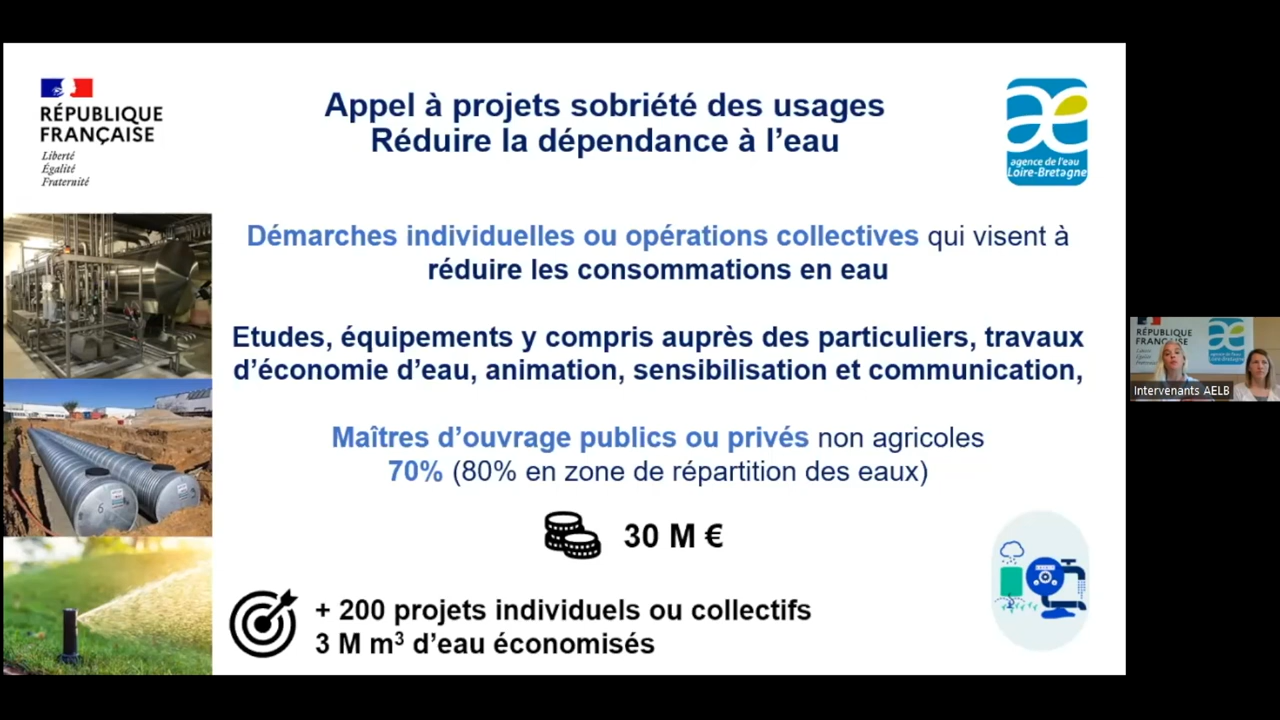 RÉPUBLIQUE
FRANÇAISE
Liberté
Égalité
Fraternité
Appel à projets sobriété des usages
Réduire la dépendance à l’eau
agence de l'eau
Loire-Bretagne
Démarches individuelles ou opérations collectives qui visent à
réduire les consommations en eau
Etudes, équipements y compris auprès des particuliers, travaux
d’économie d’eau, animation, sensibilisation et communication,
Maîtres d’ouvrage publics ou privés non agricoles
70% (80% en zone de répartition des eaux)
30 M €
+ 200 projets individuels ou collectifs
3 M m³ d’eau économisés
6
RÉPUBLIQUE
FRANÇAISE
Intervenants AELB